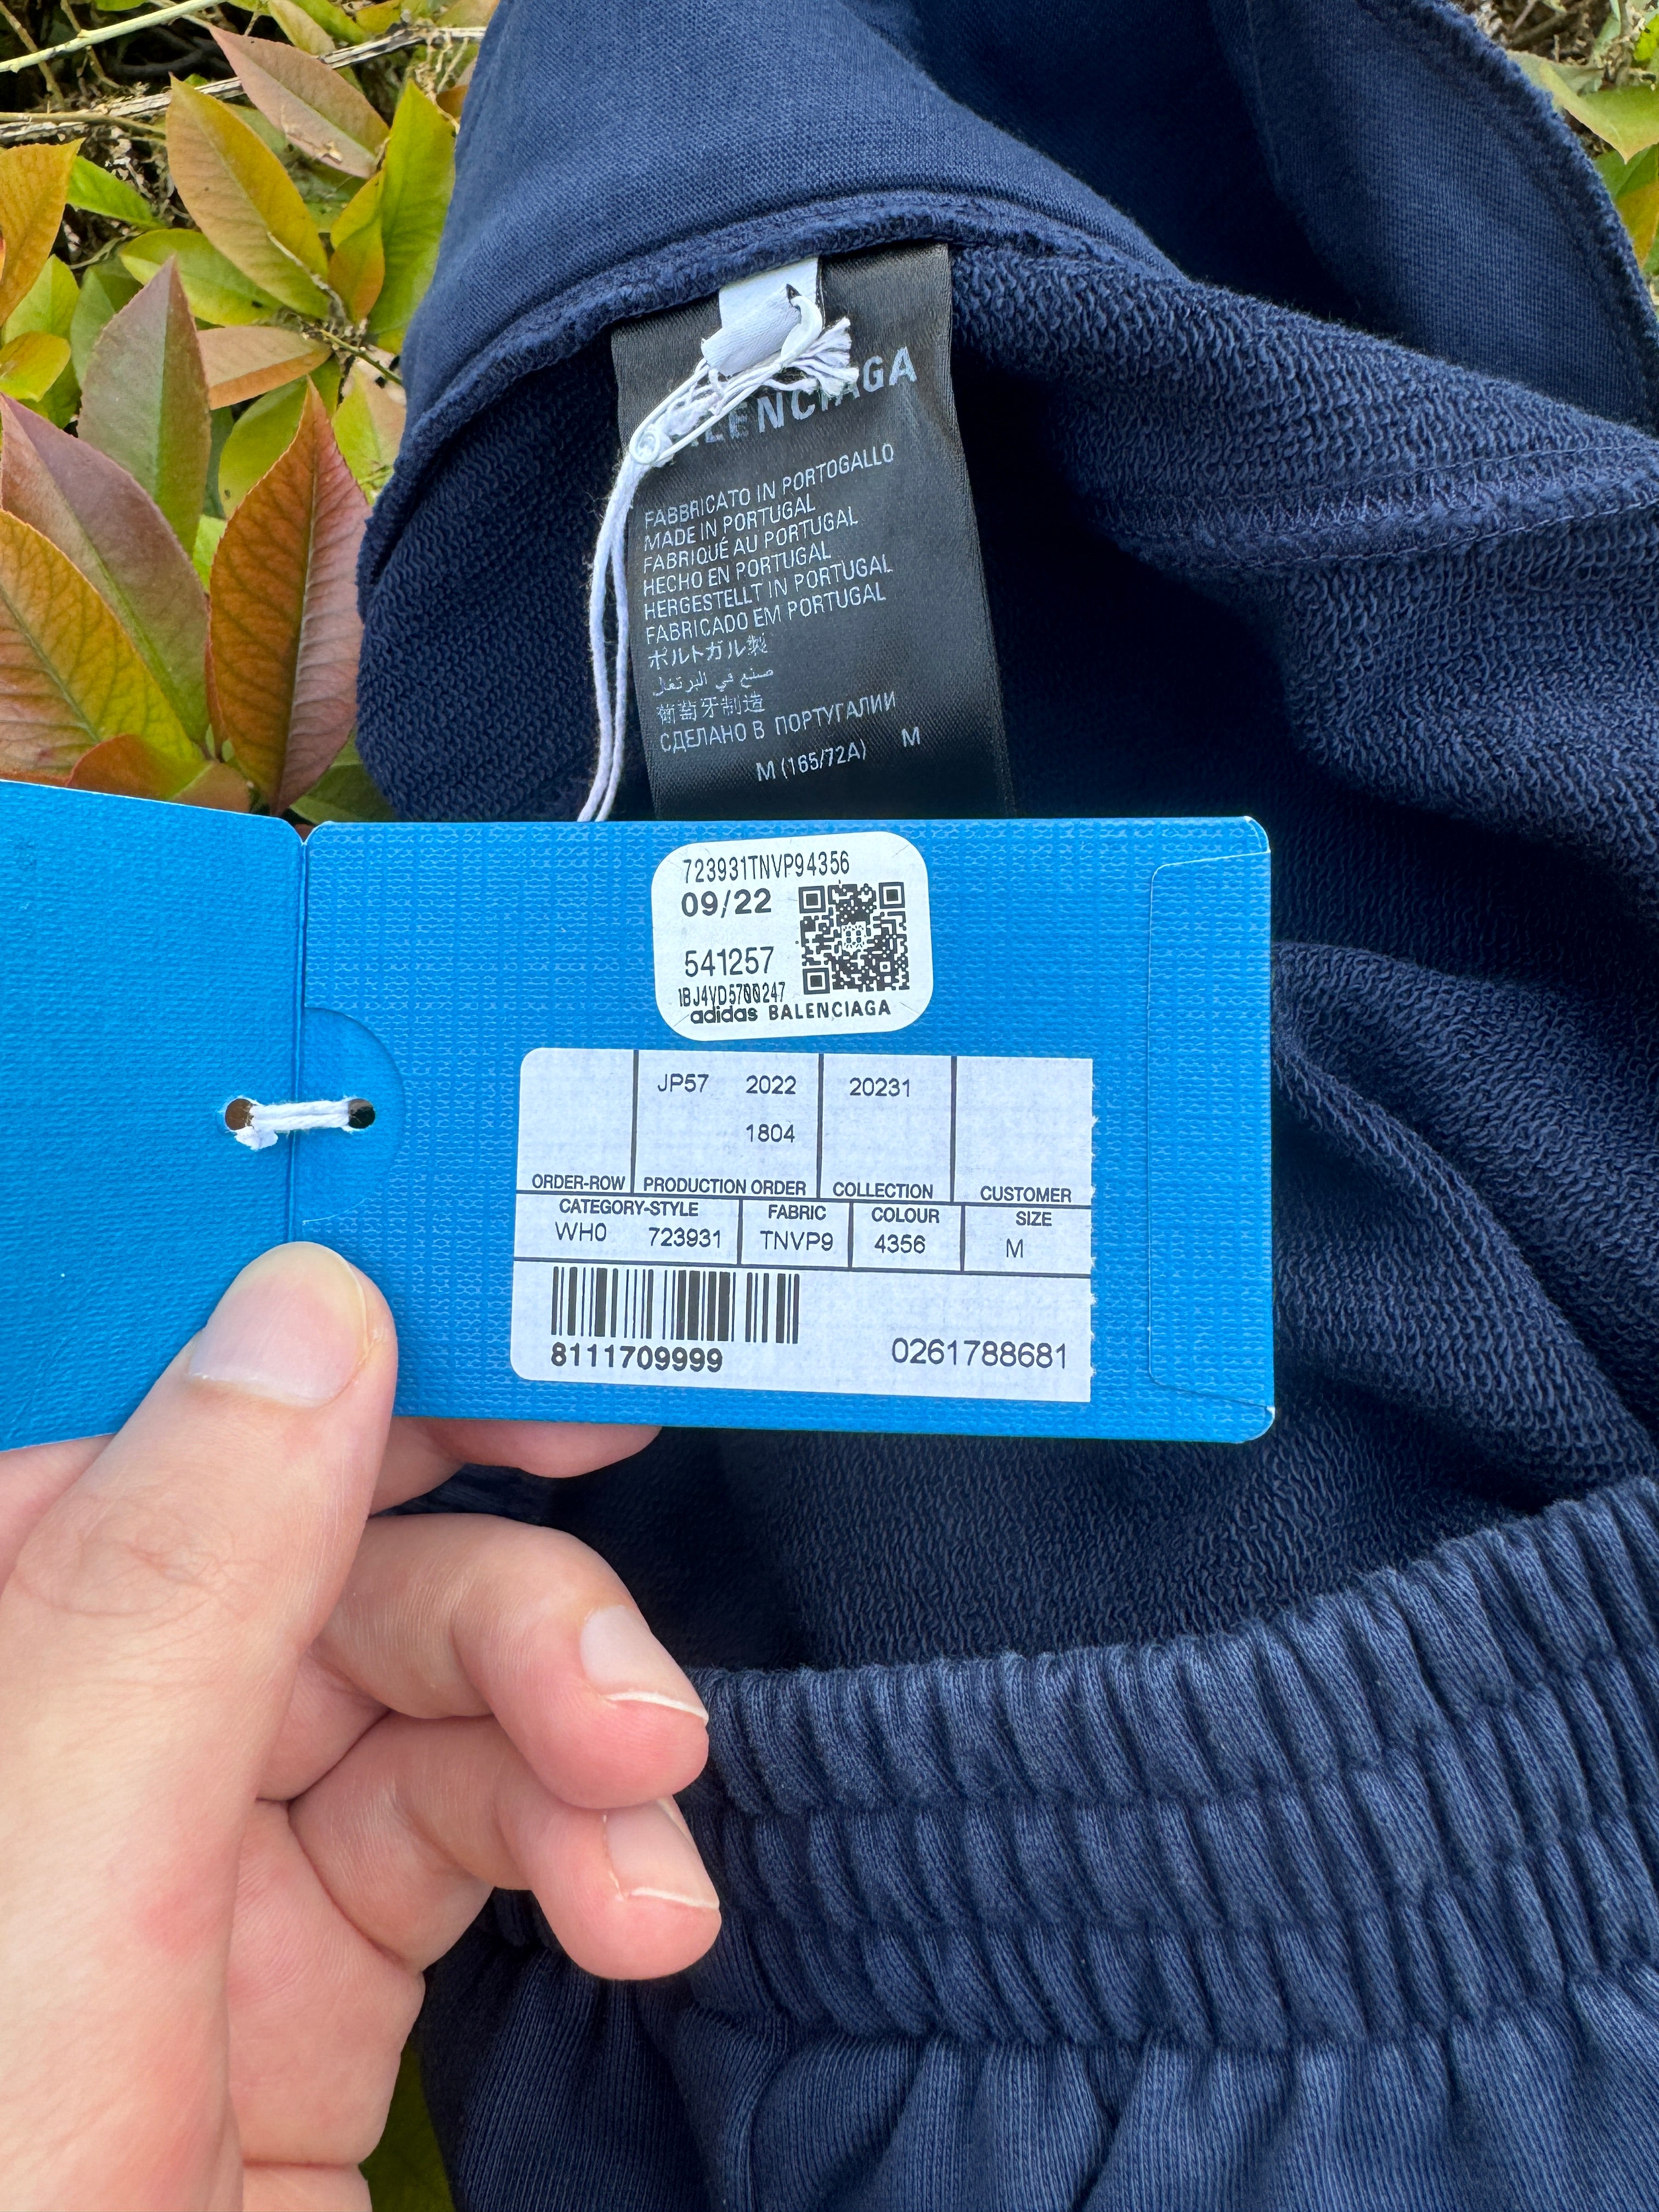 BALENCIAGA
FABBRICATO IN PORTOGALLO
MADE IN PORTUGAL
FABRIQUÉ AU PORTUGAL
HECHO EN PORTUGAL
HERGESTELLT IN PORTUGAL
FABRICADO EM PORTUGAL
ポルトガル製
صنع في البرتغال
葡萄牙制造
СДЕЛАНО В ПОРТУГАЛИИ
M (165/72A) M
723931TNVP94356
09/22
541257
1BJ4VD5700247
adidas BALENCIAGA
JP57 2022 20231
1804
ORDER-ROW PRODUCTION ORDER COLLECTION CUSTOMER
CATEGORY-STYLE FABRIC COLOUR SIZE
WH0 723931 TNVP9 4356 M
8111709999 0261788681